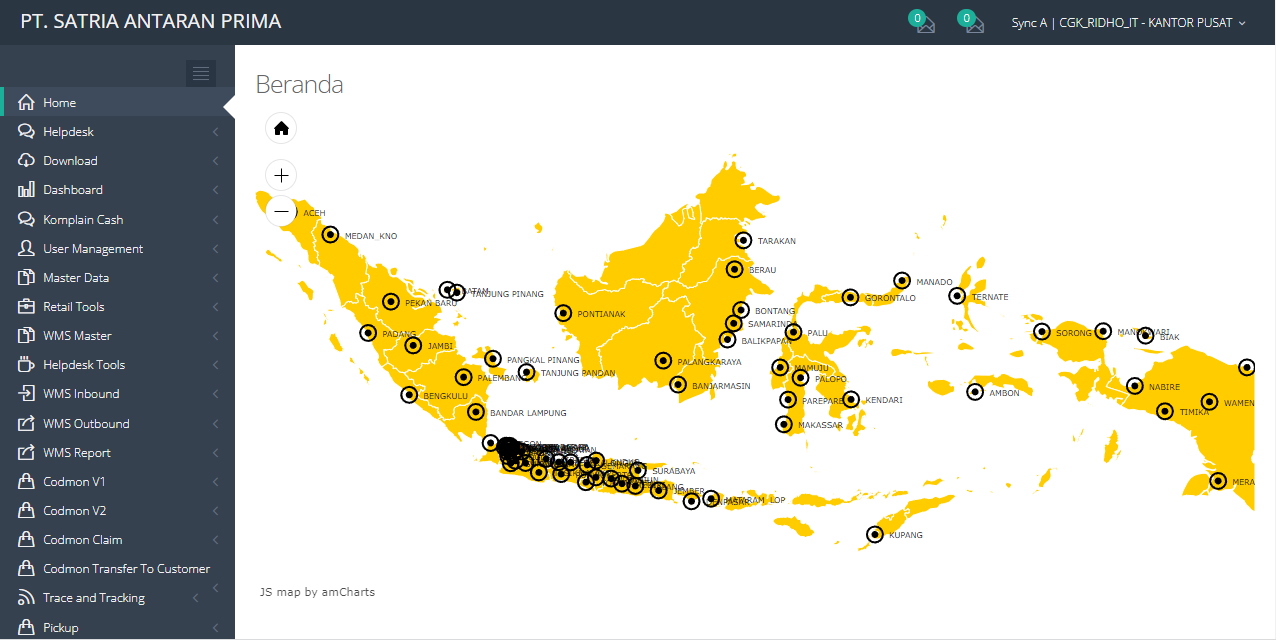 PT. SATRIA ANTARAN PRIMA
0
0
Sync A | CGK_RIDHO_IT - KANTOR PUSAT
Home
Helpdesk
Download
Dashboard
Komplain Cash
User Management
Master Data
Retail Tools
WMS Master
Helpdesk Tools
WMS Inbound
WMS Outbound
WMS Report
Codmon V1
Codmon V2
Codmon Claim
Codmon Transfer To Customer
Trace and Tracking
Pickup
Beranda
ACEH
MEDAN_KNO
TARAKAN
BERAU
MANADO
TANJUNG PINANG
GORONTALO
TERNATE
PEKAN BARU
BONTANG
PONTIANAK
SAMARINDA
PADANG
PALU
SORONG
BIAK
BALIKPAPAN
JAMBI
PANGKAL PINANG
PALANGKARAYA
MAMUJU
TANJUNG PANDAN
PALEMBANG
PALOPO
BANJARMASIN
NABIRE
BENGKULU
AMBON
PAREPARE
KENDARI
WAMEN
BANDAR LAMPUNG
TIMIKA
MAKASSAR
SURABAYA
MERA
JEMBER
MATARAM_LOP
KUPANG
JS map by amCharts